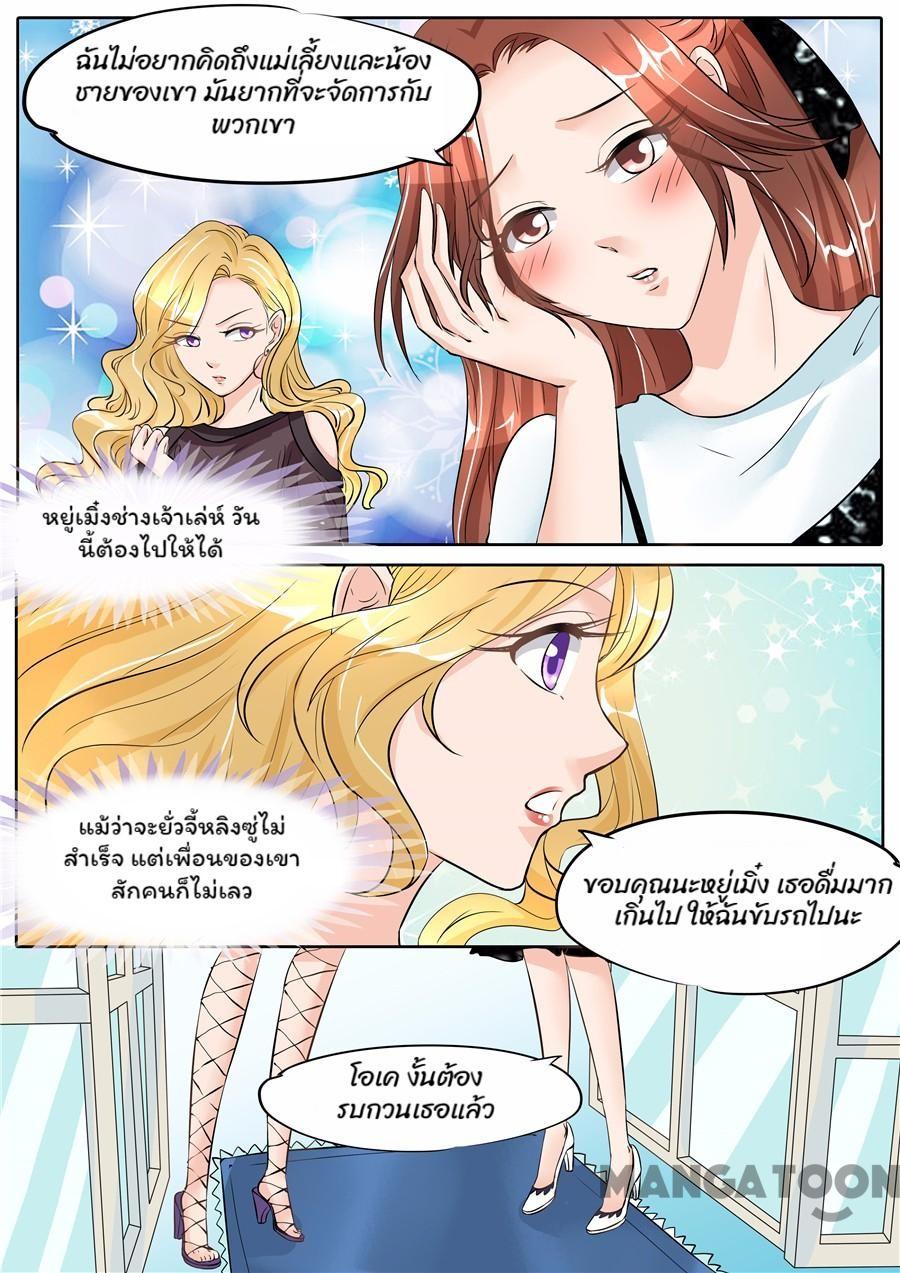 ฉันไม่อยากคิดถึงแม่เลี้ยงและน้อง
ชายของเขา มันยากที่จะจัดการกับ
พวกเขา
หยู่เมิ๋งช่างเจ้าเล่ห์ วัน
นี้ต้องไปให้ได้
แม้ว่าจะยั่วจี้หลิงซู่ไม่
สำเร็จ แต่เพื่อนของเขา
สักคนก็ไม่เลว
ขอบคุณนะหยู่เมิ๋ง เธอดื่มมาก
เกินไป ให้ฉันขับรถไปนะ
โอเค งั้นต้อง
รบกวนเธอแล้ว
MANGATOON